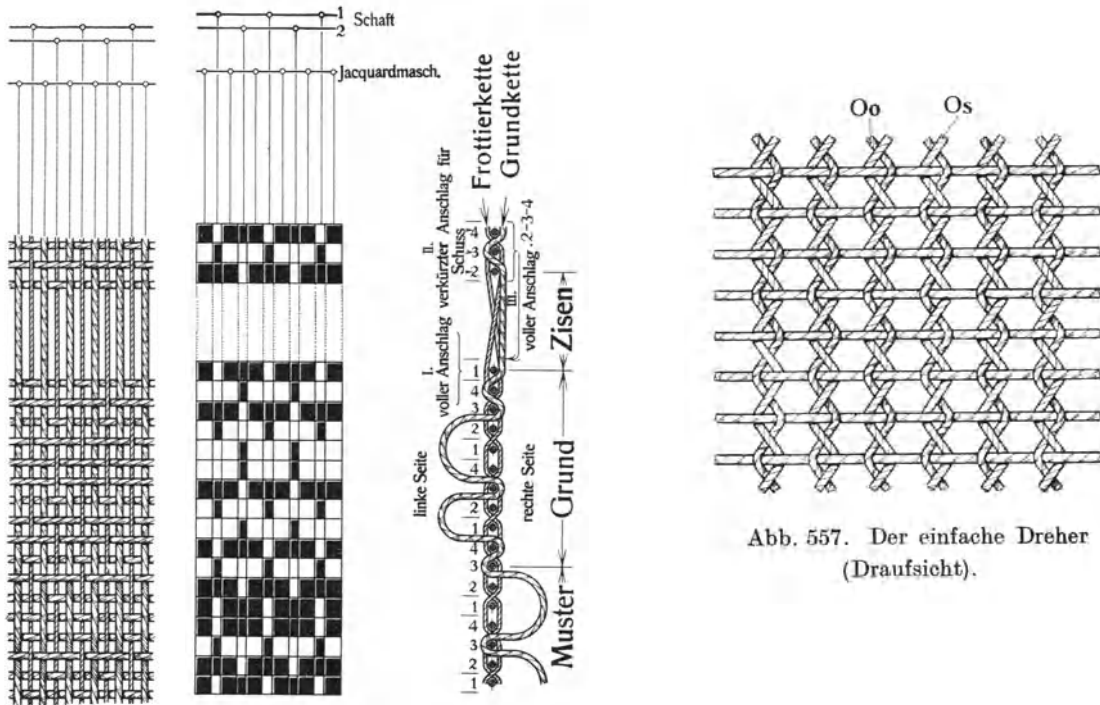 1
2
Schaft
Jacquardmasch.
Frottierkette
Grundkette
I.
voller Anschlag
II.
verkürzter Anschlag für
Schuss
III.
voller Anschlag . 2-3-4
4
3
2
1
4
3
2
1
4
3
2
1
4
3
2
1
4
3
2
1
linke Seite
rechte Seite
Zisen
Grund
Muster
Oo
Os
Abb. 557. Der einfache Dreher
(Draufsicht).